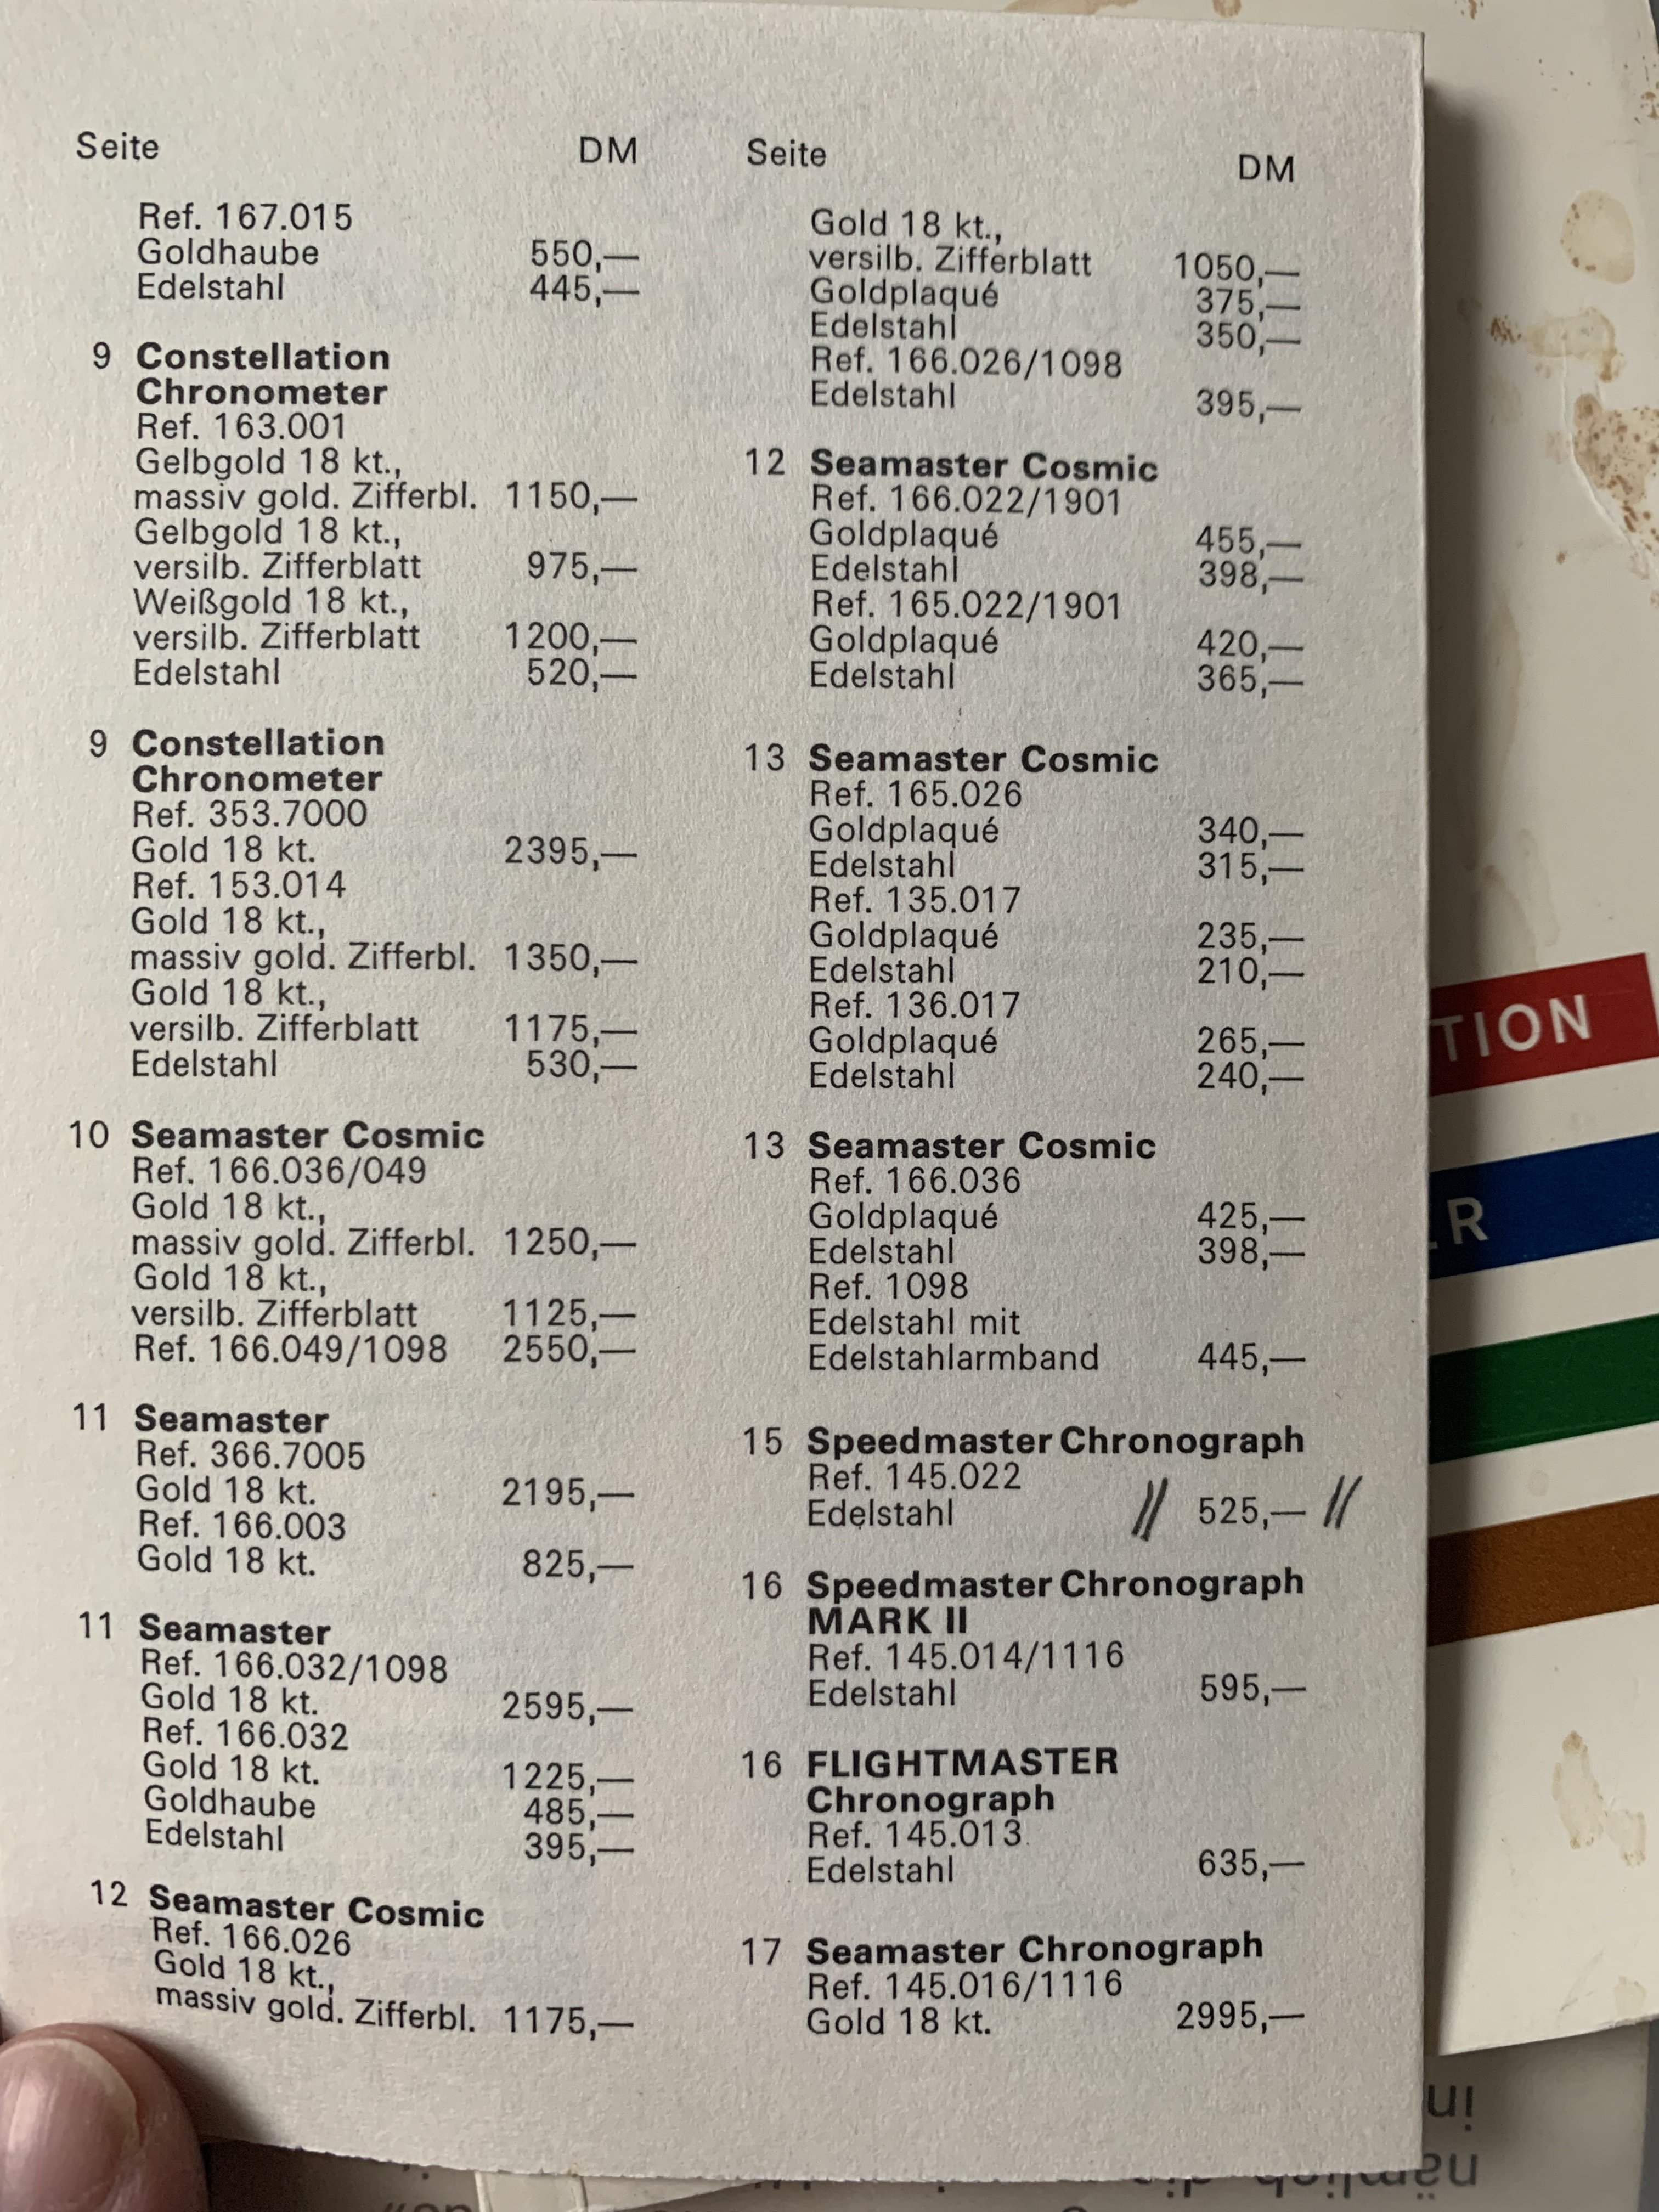 Seite DM
Ref. 167.015
Goldhaube 550,—
Edelstahl 445,—
9 Constellation
Chronometer
Ref. 163.001
Gelbgold 18 kt.,
massiv gold. Zifferbl. 1150,—
Gelbgold 18 kt.,
versilb. Zifferblatt 975,—
Weißgold 18 kt.,
versilb. Zifferblatt 1200,—
Edelstahl 520,—
9 Constellation
Chronometer
Ref. 353.7000
Gold 18 kt. 2395,—
Ref. 153.014
Gold 18 kt.,
massiv gold. Zifferbl. 1350,—
Gold 18 kt.,
versilb. Zifferblatt 1175,—
Edelstahl 530,—
10 Seamaster Cosmic
Ref. 166.036/049
Gold 18 kt.,
massiv gold. Zifferbl. 1250,—
Gold 18 kt.,
versilb. Zifferblatt 1125,—
Ref. 166.049/1098 2550,—
11 Seamaster
Ref. 366.7005
Gold 18 kt. 2195,—
Ref. 166.003
Gold 18 kt. 825,—
11 Seamaster
Ref. 166.032/1098
Gold 18 kt. 2595,—
Ref. 166.032
Gold 18 kt. 1225,—
Goldhaube 485,—
Edelstahl 395,—
12 Seamaster Cosmic
Ref. 166.026
Gold 18 kt.,
massiv gold. Zifferbl. 1175,—
Seite DM
Gold 18 kt.,
versilb. Zifferblatt 1050,—
Goldplaqué 375,—
Edelstahl 350,—
Ref. 166.026/1098
Edelstahl 395,—
12 Seamaster Cosmic
Ref. 166.022/1901
Goldplaqué 455,—
Edelstahl 398,—
Ref. 165.022/1901
Goldplaqué 420,—
Edelstahl 365,—
13 Seamaster Cosmic
Ref. 165.026
Goldplaqué 340,—
Edelstahl 315,—
Ref. 135.017
Goldplaqué 235,—
Edelstahl 210,—
Ref. 136.017
Goldplaqué 265,—
Edelstahl 240,—
13 Seamaster Cosmic
Ref. 166.036
Goldplaqué 425,—
Edelstahl 398,—
Ref. 1098
Edelstahl mit
Edelstahlarmband 445,—
15 Speedmaster Chronograph
Ref. 145.022
Edelstahl // 525,— //
16 Speedmaster Chronograph
MARK II
Ref. 145.014/1116
Edelstahl 595,—
16 FLIGHTMASTER
Chronograph
Ref. 145.013
Edelstahl 635,—
17 Seamaster Chronograph
Ref. 145.016/1116
Gold 18 kt. 2995,—
TION
R
in
nämlich